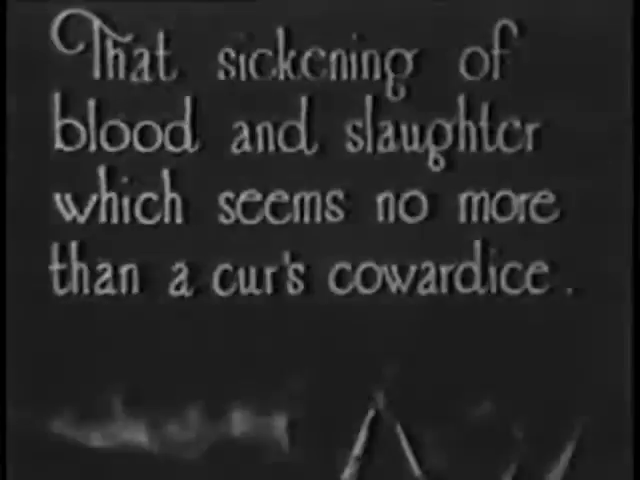 That sickening of
blood and slaughter
which seems no more
than a cur's cowardice.